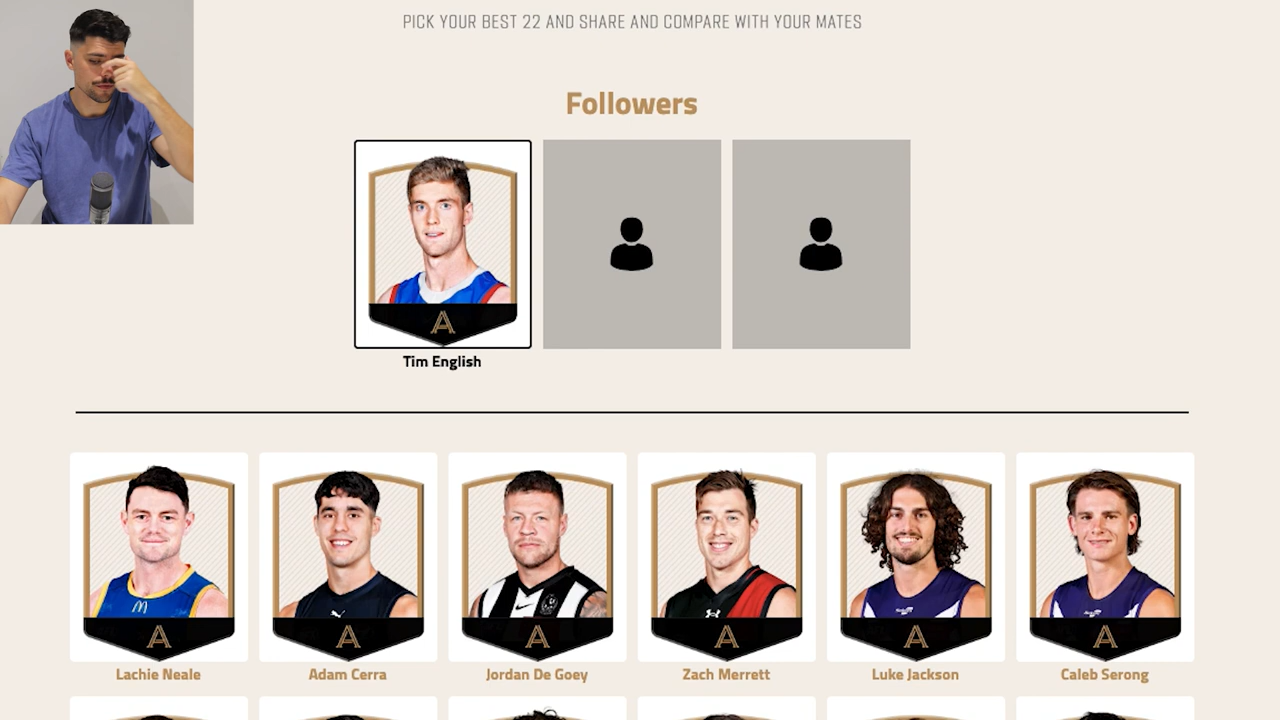 PICK YOUR BEST 22 AND SHARE AND COMPARE WITH YOUR MATES
Followers
Tim English
Lachie Neale
Adam Cerra
Jordan De Goey
Zach Merrett
Luke Jackson
Caleb Serong